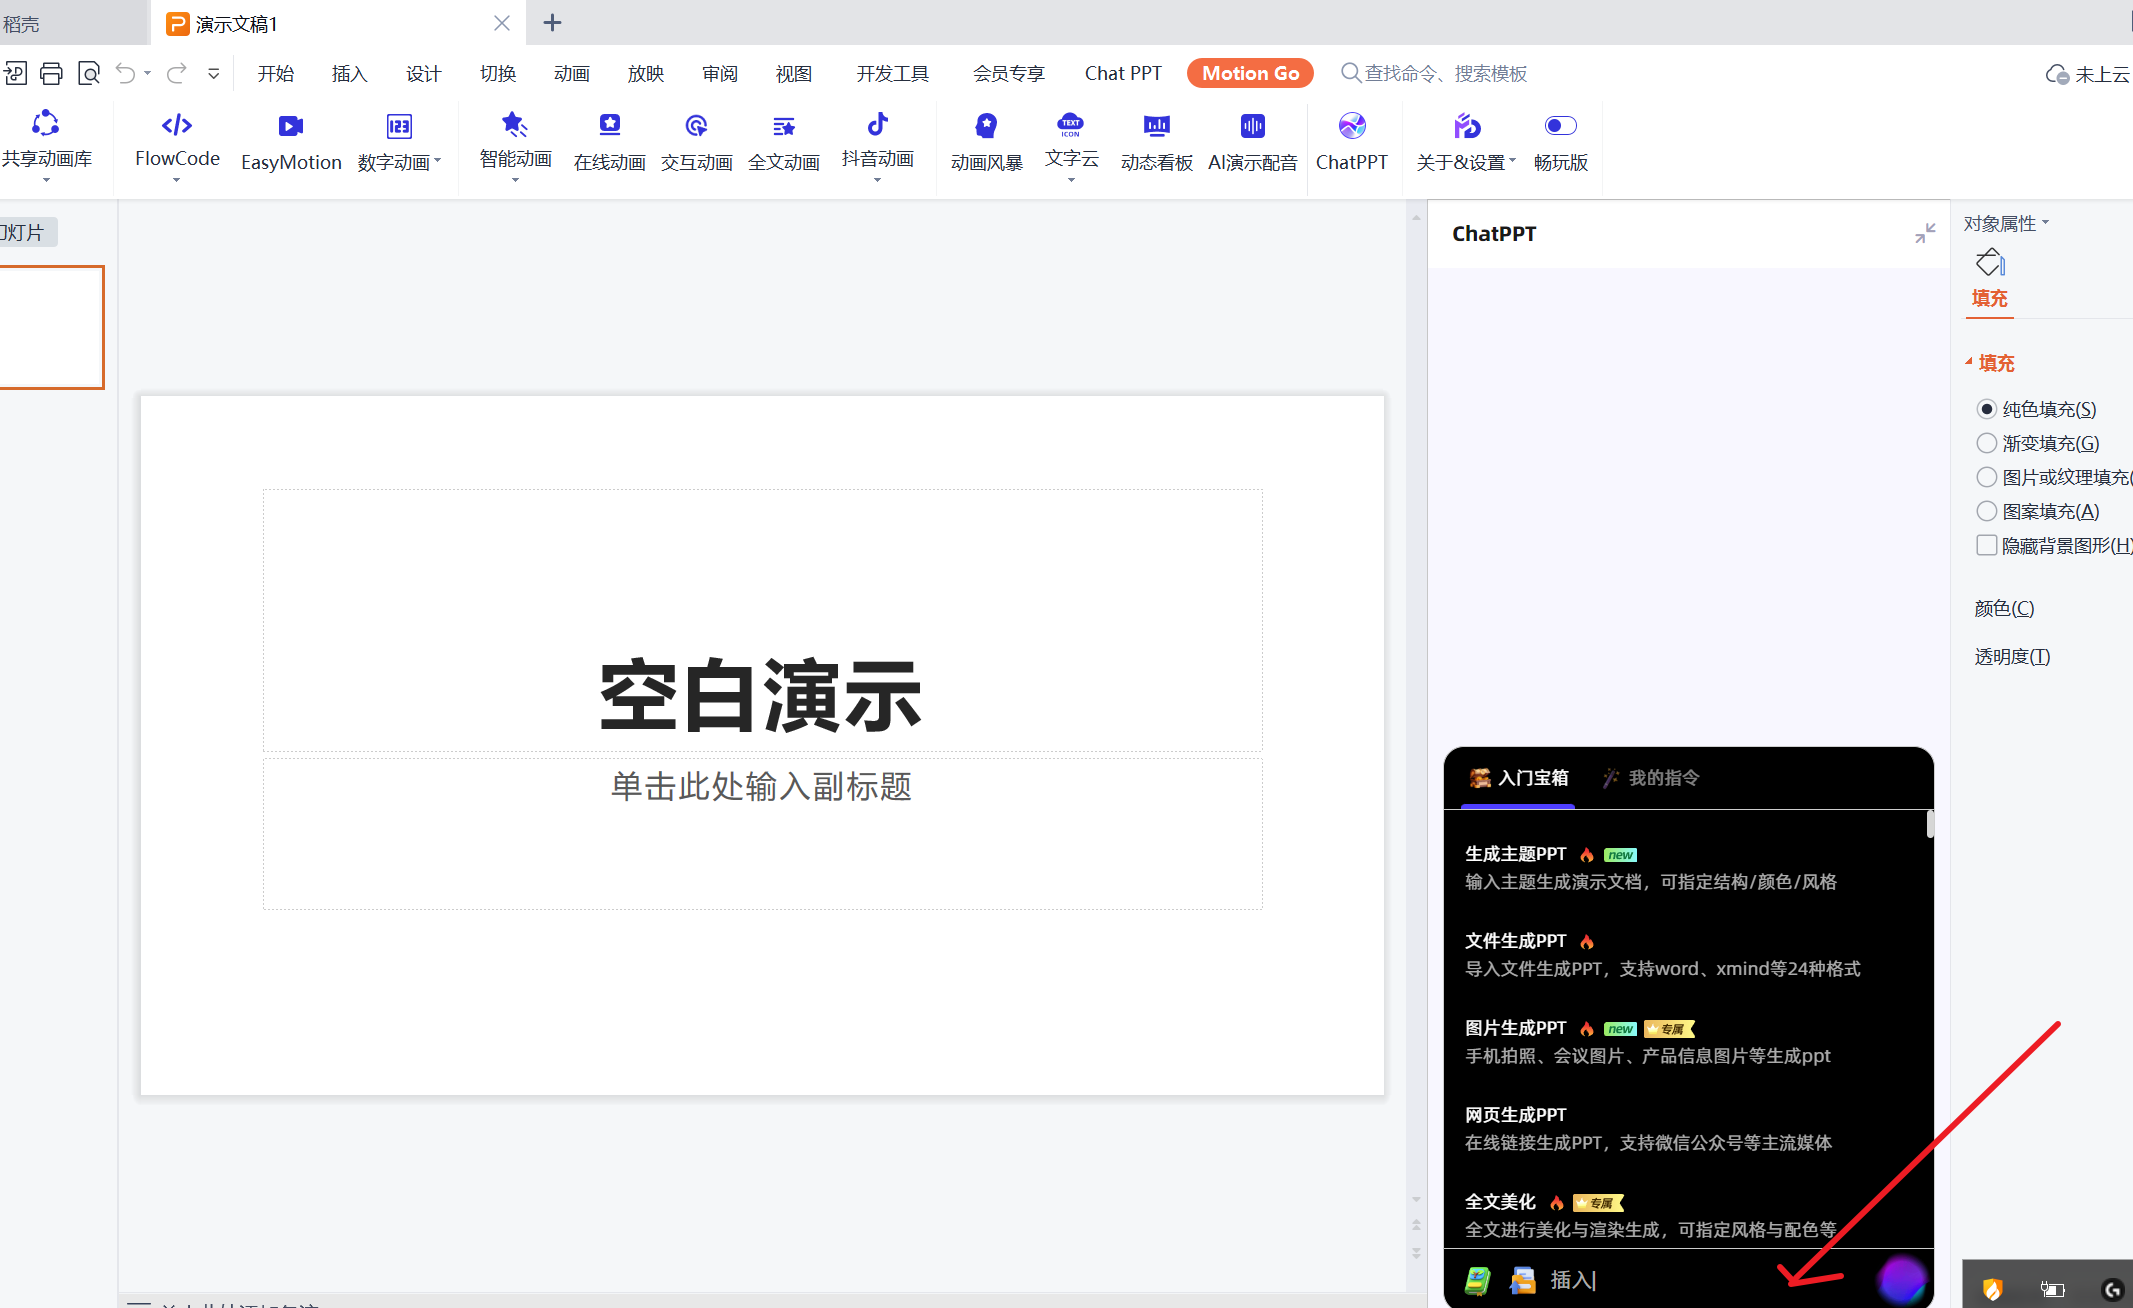 稻壳
演示文稿1
开始 插入 设计 切换 动画 放映 审阅 视图 开发工具 会员专享 Chat PPT Motion Go 查找命令、搜索模板 未上云
共享动画库 FlowCode EasyMotion 数字动画 智能动画 在线动画 交互动画 全文动画 抖音动画 动画风暴 文字云 动态看板 AI演示配音 ChatPPT 关于&设置 畅玩版
123
TEXT
ICON
灯片
空白演示
单击此处输入副标题
ChatPPT
入门宝箱 我的指令
生成主题PPT new
输入主题生成演示文档，可指定结构/颜色/风格
文件生成PPT
导入文件生成PPT，支持word、xmind等24种格式
图片生成PPT new 专属
手机拍照、会议图片、产品信息图片等生成ppt
网页生成PPT
在线链接生成PPT，支持微信公众号等主流媒体
全文美化 专属
全文进行美化与渲染生成，可指定风格与配色等
插入
对象属性
填充
填充
纯色填充(S)
渐变填充(G)
图片或纹理填充(
图案填充(A)
隐藏背景图形(H)
颜色(C)
透明度(T)